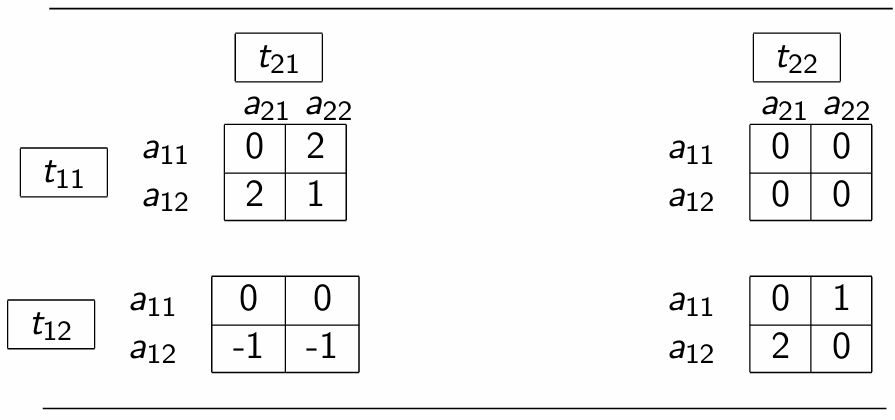 t21 t22
a21 a22 a21 a22
t11 a11 0 2 a11 0 0
a12 2 1 a12 0 0
t12 a11 0 0 a11 0 1
a12 -1 -1 a12 2 0